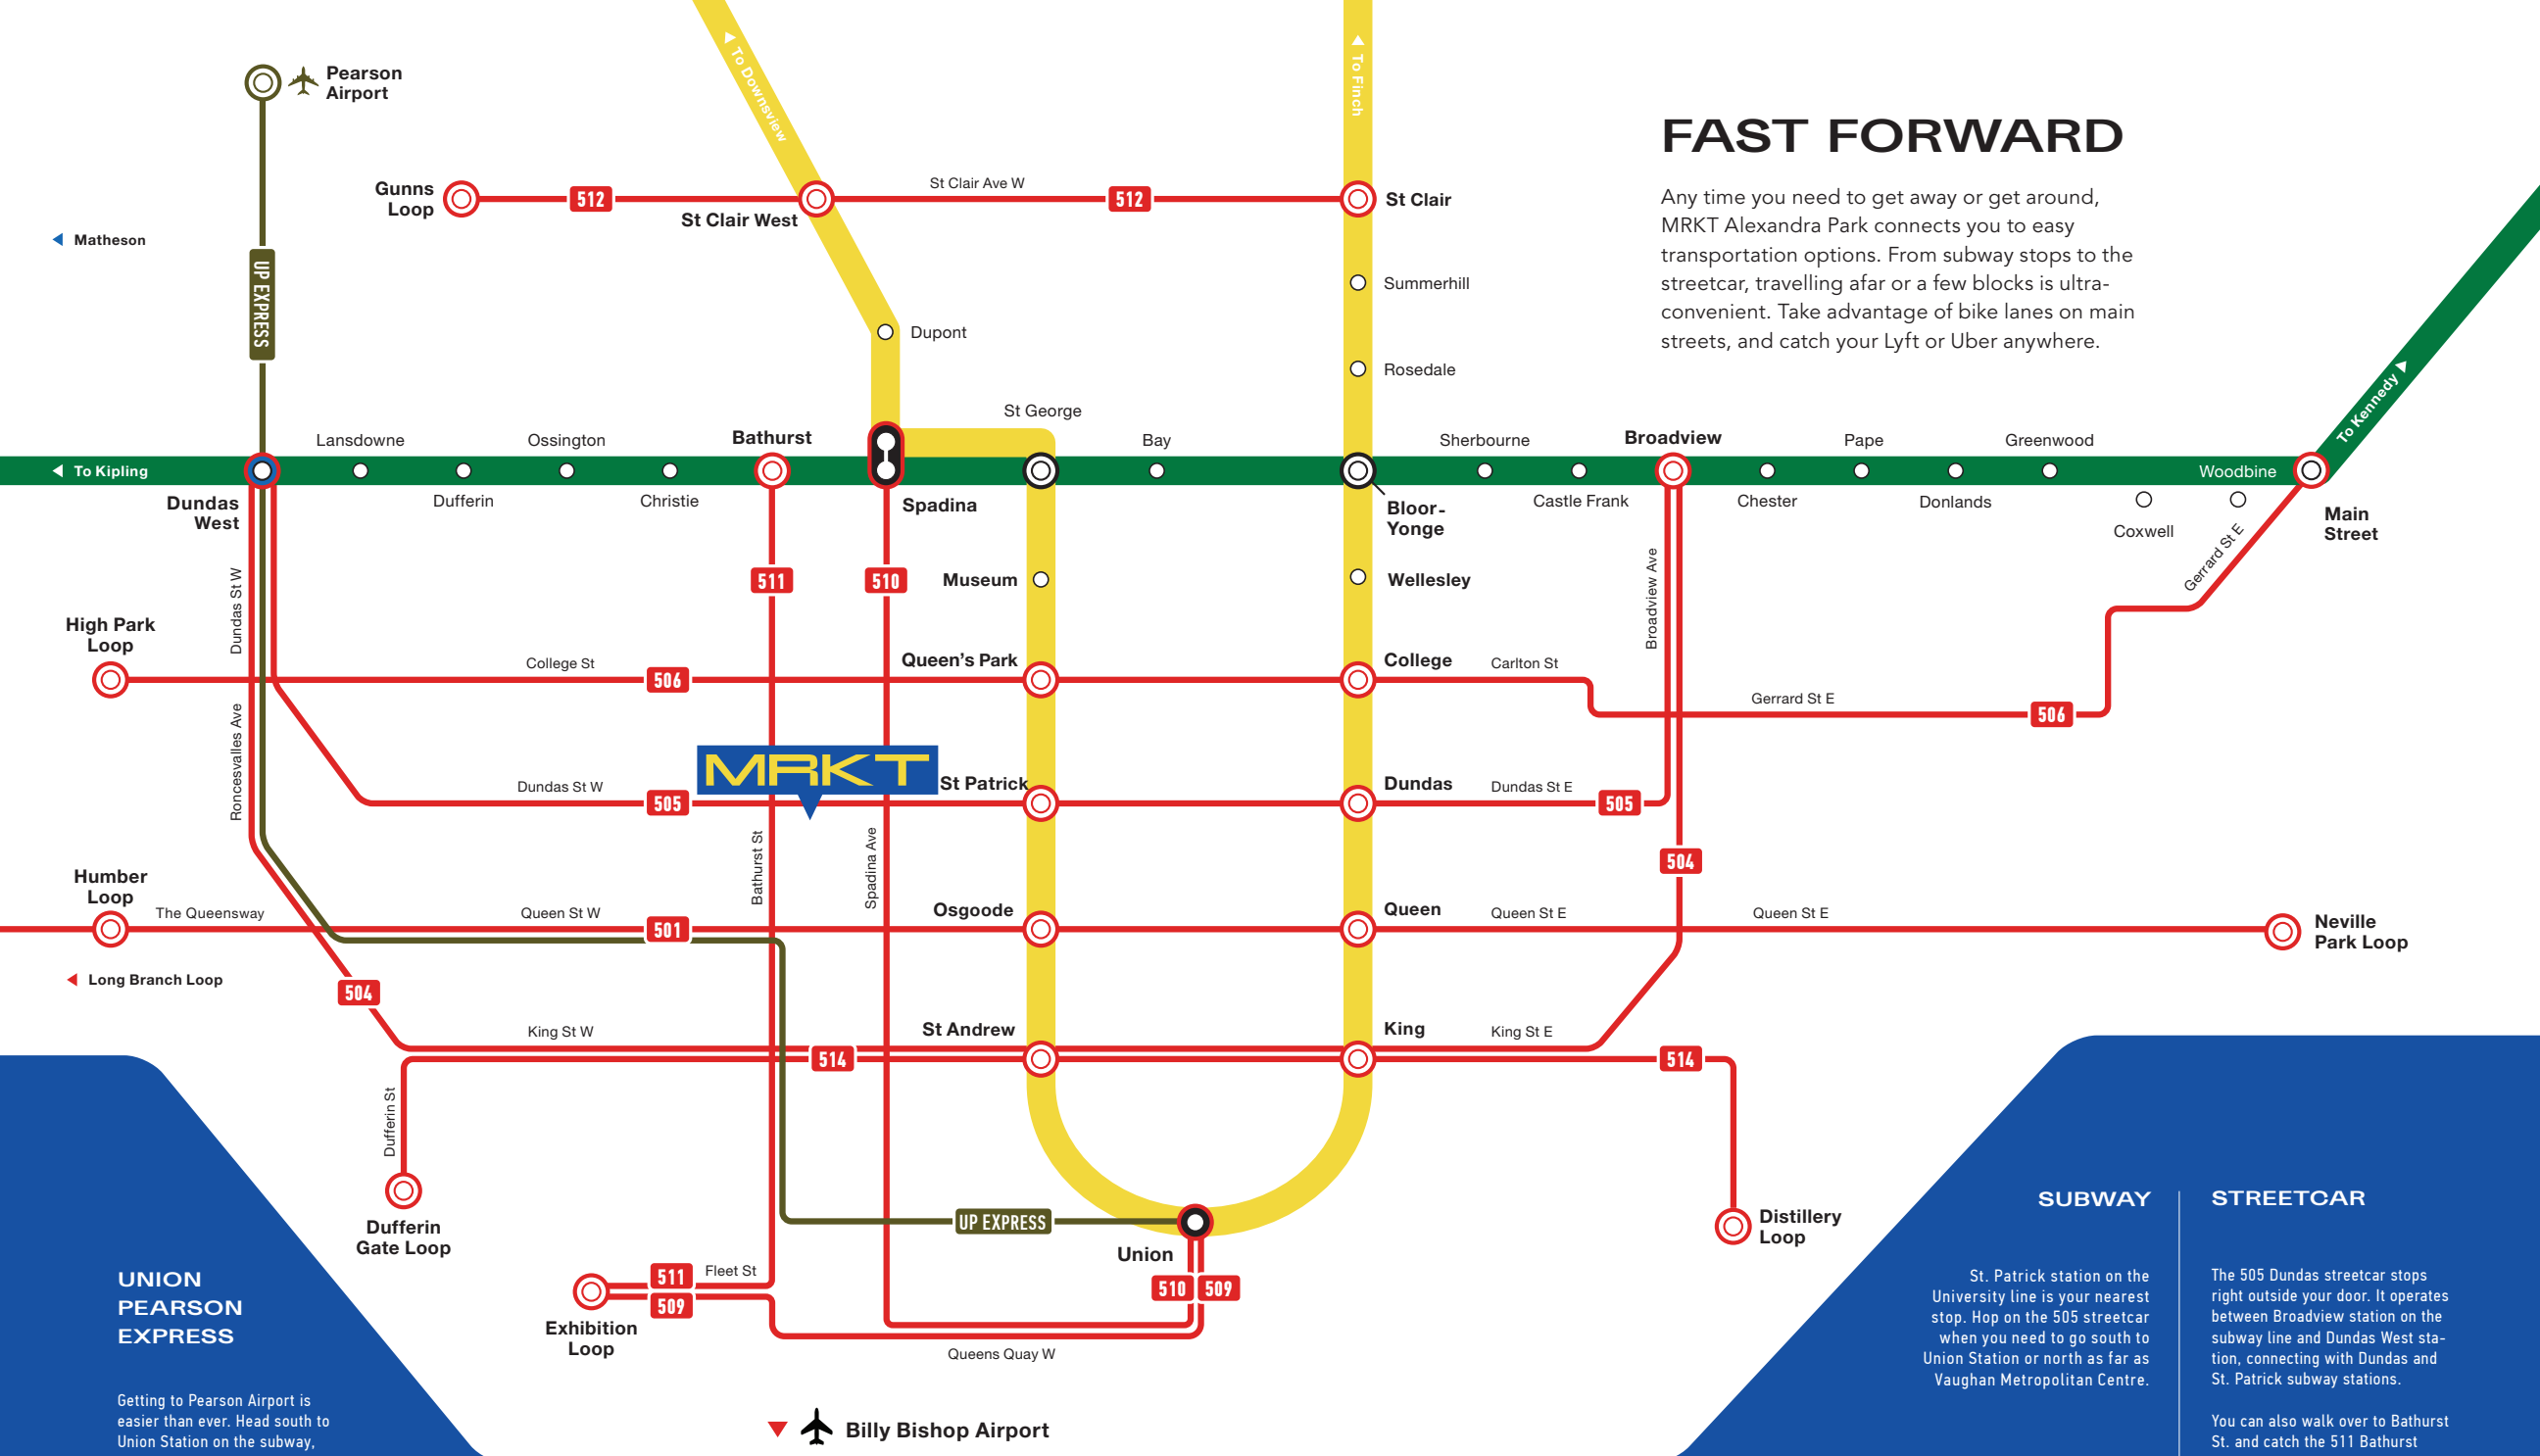 To Downsview
To Finch
Pearson
Airport
FAST FORWARD
Any time you need to get away or get around,
MRKT Alexandra Park connects you to easy
transportation options. From subway stops to the
streetcar, travelling afar or a few blocks is ultra-
convenient. Take advantage of bike lanes on main
streets, and catch your Lyft or Uber anywhere.
Gunns
Loop
512
St Clair West
St Clair Ave W
512
St Clair
Matheson
UP EXPRESS
Summerhill
Dupont
Rosedale
To Kennedy
To Kipling
Dundas
West
Lansdowne
Dufferin
Ossington
Christie
Bathurst
Spadina
St George
Bay
Bloor-
Yonge
Sherbourne
Castle Frank
Broadview
Chester
Pape
Donlands
Greenwood
Coxwell
Woodbine
Main
Street
Dundas St W
511
510
Museum
Wellesley
Broadview Ave
Gerrard St E
High Park
Loop
College St
506
Queen's Park
College
Carlton St
Gerrard St E
506
Roncesvalles Ave
Dundas St W
505
MRKT
St Patrick
Dundas
Dundas St E
505
Bathurst St
Spadina Ave
504
Humber
Loop
The Queensway
Queen St W
501
Osgoode
Queen
Queen St E
Queen St E
Neville
Park Loop
Long Branch Loop
504
King St W
514
St Andrew
King
King St E
514
Dufferin St
Dufferin
Gate Loop
UP EXPRESS
Union
Distillery
Loop
511
Fleet St
509
510
509
Exhibition
Loop
Queens Quay W
Billy Bishop Airport
UNION
PEARSON
EXPRESS
Getting to Pearson Airport is
easier than ever. Head south to
Union Station on the subway,
SUBWAY
St. Patrick station on the
University line is your nearest
stop. Hop on the 505 streetcar
when you need to go south to
Union Station or north as far as
Vaughan Metropolitan Centre.
STREETCAR
The 505 Dundas streetcar stops
right outside your door. It operates
between Broadview station on the
subway line and Dundas West sta-
tion, connecting with Dundas and
St. Patrick subway stations.
You can also walk over to Bathurst
St. and catch the 511 Bathurst